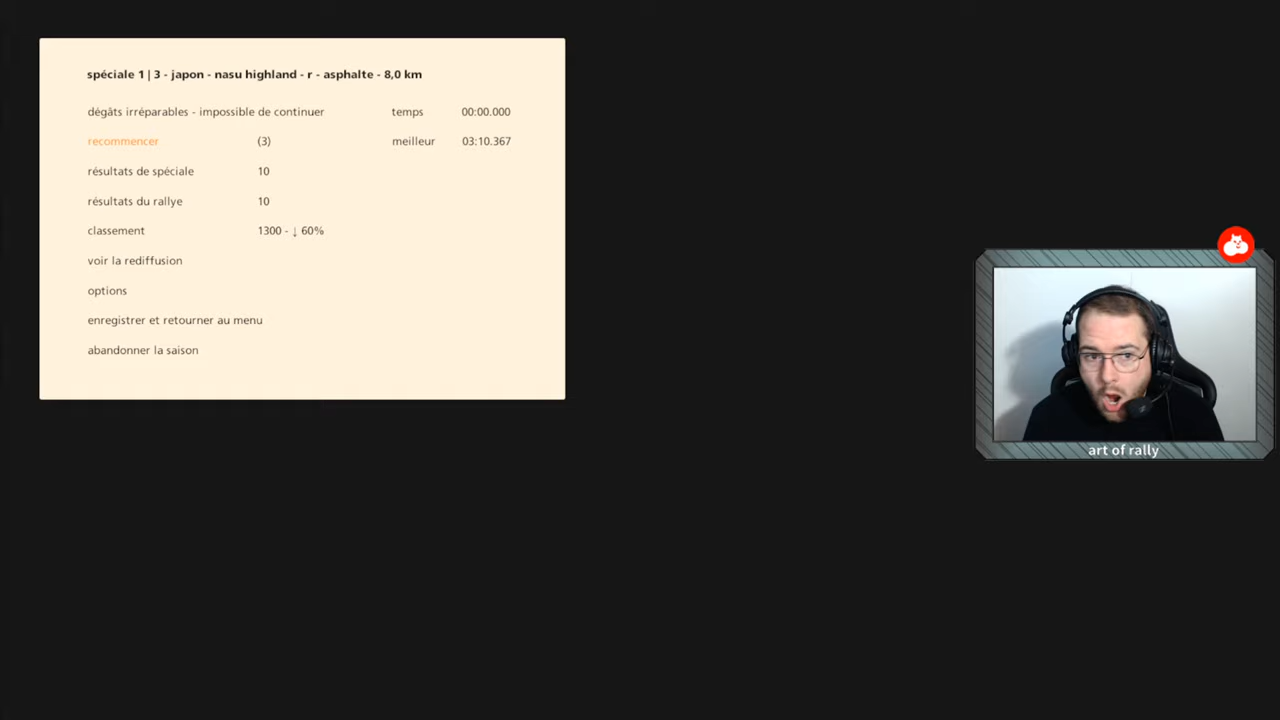 spéciale 1 | 3 - japon - nasu highland - r - asphalte - 8,0 km
dégâts irréparables - impossible de continuer temps 00:00.000
recommencer (3) meilleur 03:10.367
résultats de spéciale 10
résultats du rallye 10
classement 1300 - ↓ 60%
voir la rediffusion
options
enregistrer et retourner au menu
abandonner la saison
art of rally